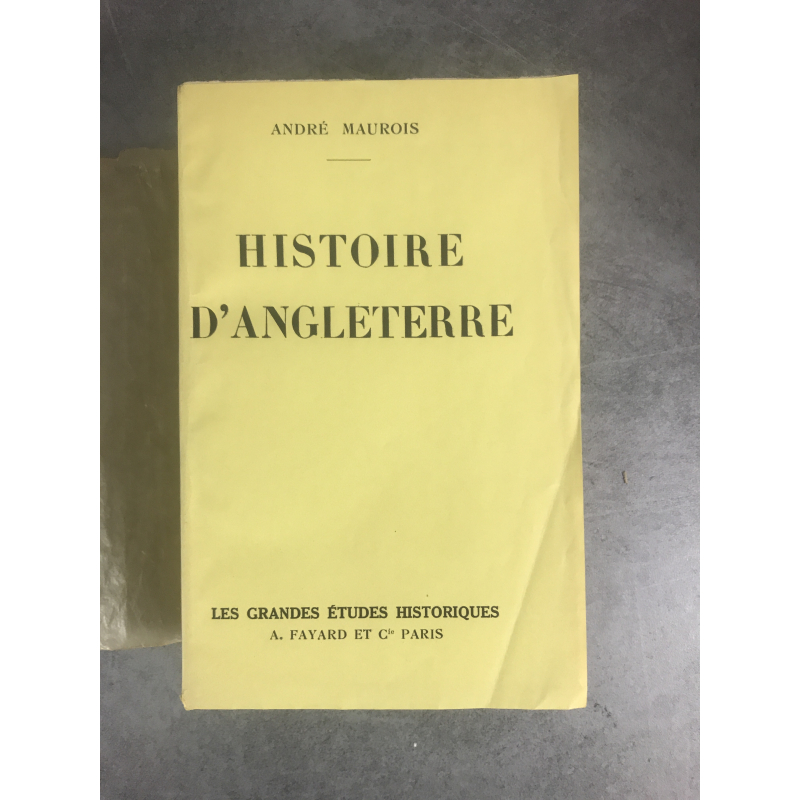 ANDRÉ MAUROIS
HISTOIRE
D'ANGLETERRE
LES GRANDES ÉTUDES HISTORIQUES
A. FAYARD ET Cie PARIS